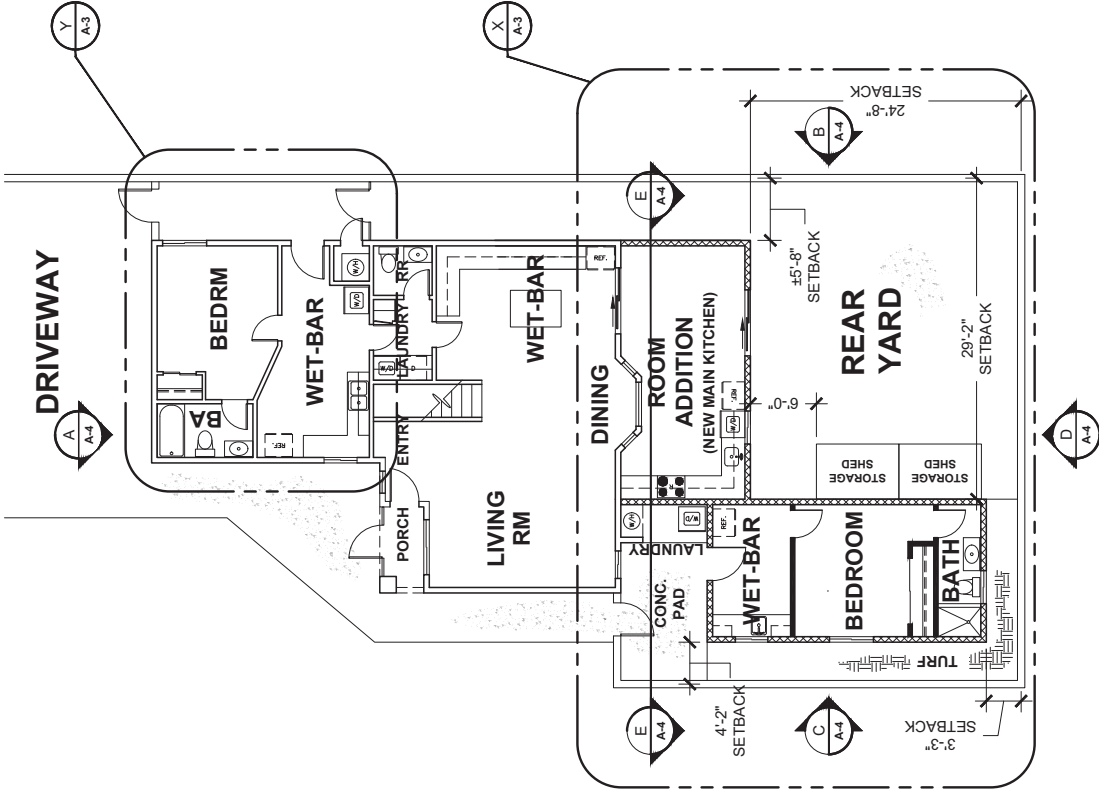 Y
A-3
X
A-3
DRIVEWAY
24'-8"
SETBACK
B
A-4
E
A-4
BEDRM
W/H
W/D
RR
REF.
±5'-8"
SETBACK
WET-BAR
LAUNDRY
WET-BAR
W/D
D
ROOM
ADDITION
(NEW MAIN KITCHEN)
REAR
YARD
29'-2"
SETBACK
A
A-4
BA
REF.
ENTRY
DINING
REF.
W/D
6'-0"
D
A-4
STORAGE
SHED
STORAGE
SHED
PORCH
LIVING
RM
W/H
W/D
LAUNDRY
REF.
WET-BAR
BEDROOM
BATH
CONC.
PAD
TURF
E
A-4
4'-2"
SETBACK
C
A-4
3'-3"
SETBACK